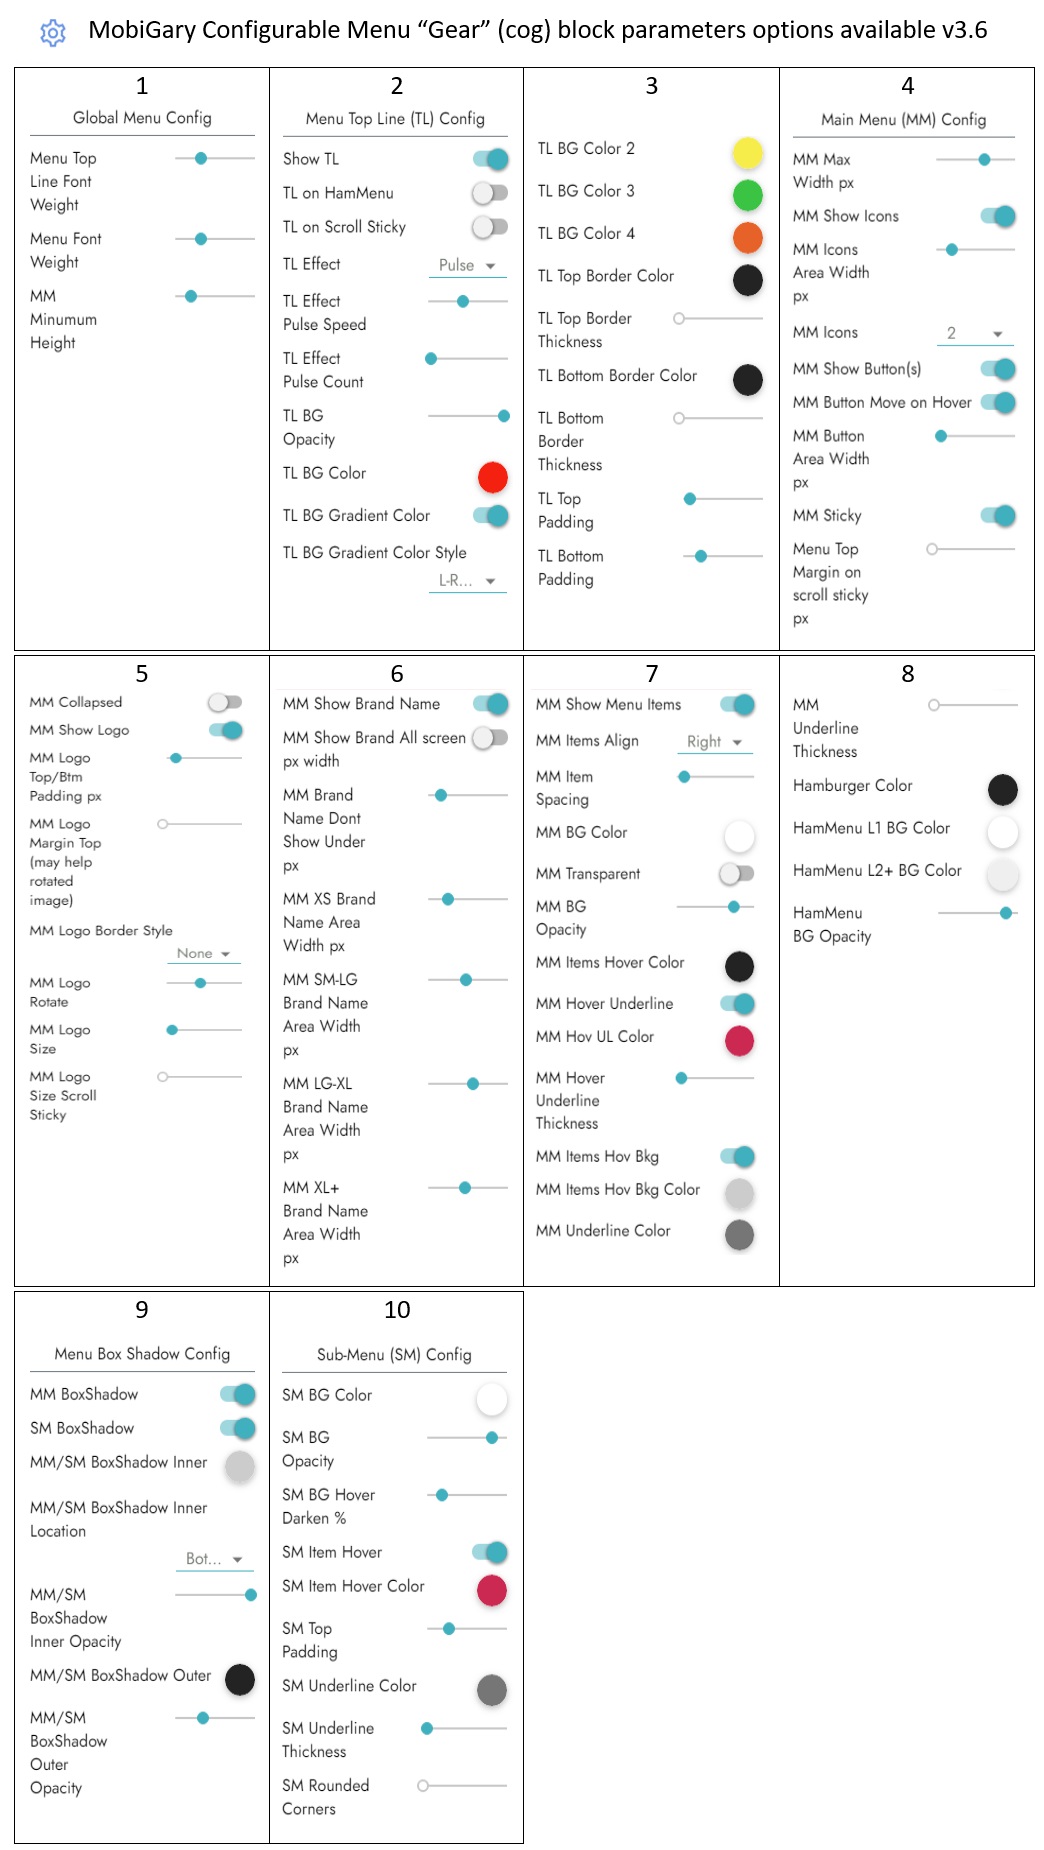 MobiGary Configurable Menu “Gear” (cog) block parameters options available v3.6
1
Global Menu Config
Menu Top
Line Font
Weight
Menu Font
Weight
MM
Minumum
Height
2
Menu Top Line (TL) Config
Show TL
TL on HamMenu
TL on Scroll Sticky
TL Effect
Pulse
TL Effect
Pulse Speed
TL Effect
Pulse Count
TL BG
Opacity
TL BG Color
TL BG Gradient Color
TL BG Gradient Color Style
L-R...
3
TL BG Color 2
TL BG Color 3
TL BG Color 4
TL Top Border Color
TL Top Border
Thickness
TL Bottom Border Color
TL Bottom
Border
Thickness
TL Top
Padding
TL Bottom
Padding
4
Main Menu (MM) Config
MM Max
Width px
MM Show Icons
MM Icons
Area Width
px
MM Icons
2
MM Show Button(s)
MM Button Move on Hover
MM Button
Area Width
px
MM Sticky
Menu Top
Margin on
scroll sticky
px
5
MM Collapsed
MM Show Logo
MM Logo
Top/Btm
Padding px
MM Logo
Margin Top
(may help
rotated
image)
MM Logo Border Style
None
MM Logo
Rotate
MM Logo
Size
MM Logo
Size Scroll
Sticky
6
MM Show Brand Name
MM Show Brand All screen
px width
MM Brand
Name Dont
Show Under
px
MM XS Brand
Name Area
Width px
MM SM-LG
Brand Name
Area Width
px
MM LG-XL
Brand Name
Area Width
px
MM XL+
Brand Name
Area Width
px
7
MM Show Menu Items
MM Items Align
Right
MM Item
Spacing
MM BG Color
MM Transparent
MM BG
Opacity
MM Items Hover Color
MM Hover Underline
MM Hov UL Color
MM Hover
Underline
Thickness
MM Items Hov Bkg
MM Items Hov Bkg Color
MM Underline Color
8
MM
Underline
Thickness
Hamburger Color
HamMenu L1 BG Color
HamMenu L2+ BG Color
HamMenu
BG Opacity
9
Menu Box Shadow Config
MM BoxShadow
SM BoxShadow
MM/SM BoxShadow Inner
MM/SM BoxShadow Inner
Location
Bot...
MM/SM
BoxShadow
Inner Opacity
MM/SM BoxShadow Outer
MM/SM
BoxShadow
Outer
Opacity
10
Sub-Menu (SM) Config
SM BG Color
SM BG
Opacity
SM BG Hover
Darken %
SM Item Hover
SM Item Hover Color
SM Top
Padding
SM Underline Color
SM Underline
Thickness
SM Rounded
Corners